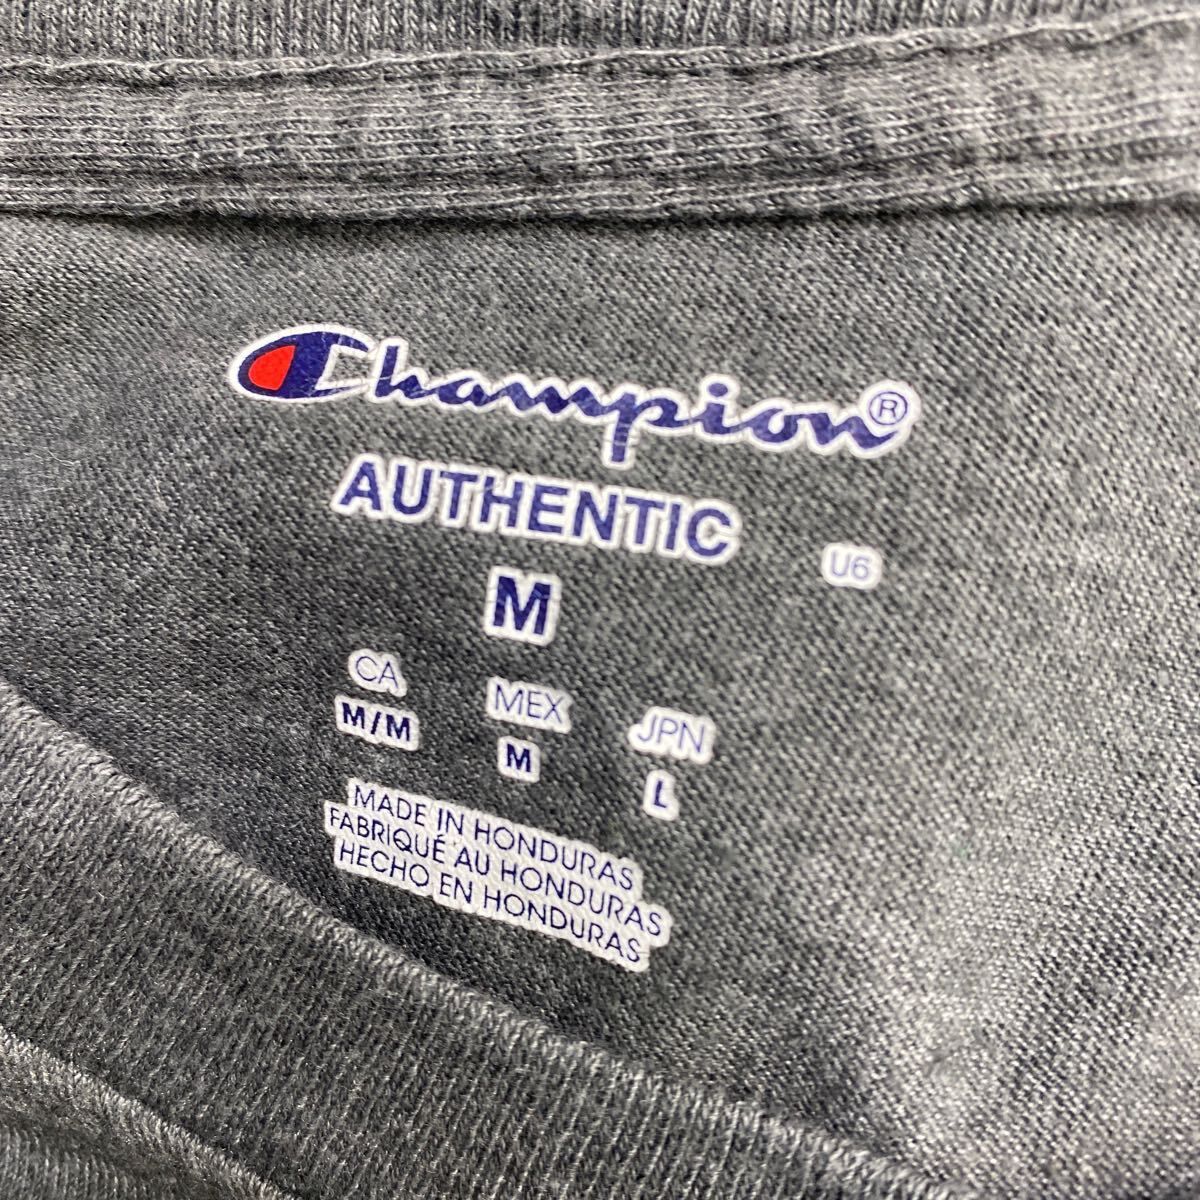 Champion®
AUTHENTIC
U6
M
CA MEX JPN
M/M M L
MADE IN HONDURAS
FABRIQUÉ AU HONDURAS
HECHO EN HONDURAS